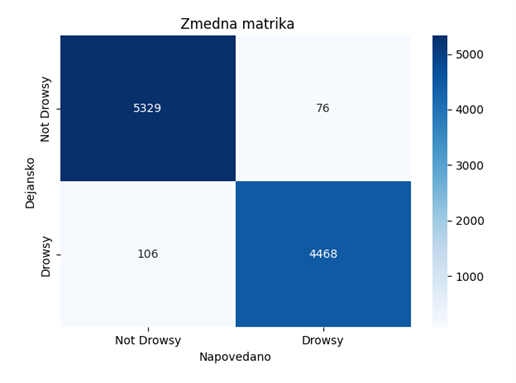 Zmedna matrika
Not Drowsy
Drowsy
Dejansko
5329
76
106
4468
Not Drowsy
Drowsy
Napovedano
5000
4000
3000
2000
1000